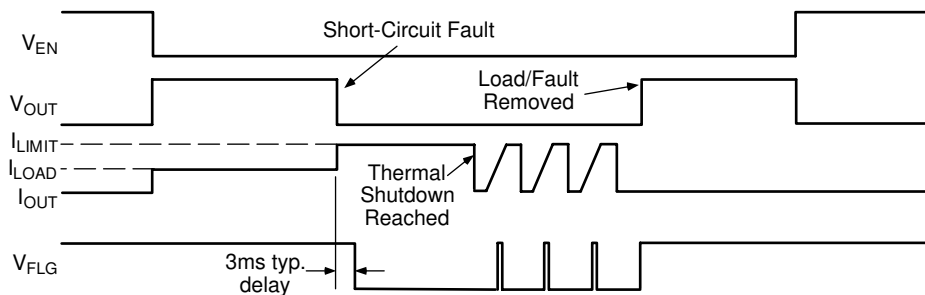 V_EN
Short-Circuit Fault
V_OUT
Load/Fault
Removed
I_LIMIT
I_LOAD
I_OUT
Thermal
Shutdown
Reached
V_FLG
3ms typ.
delay